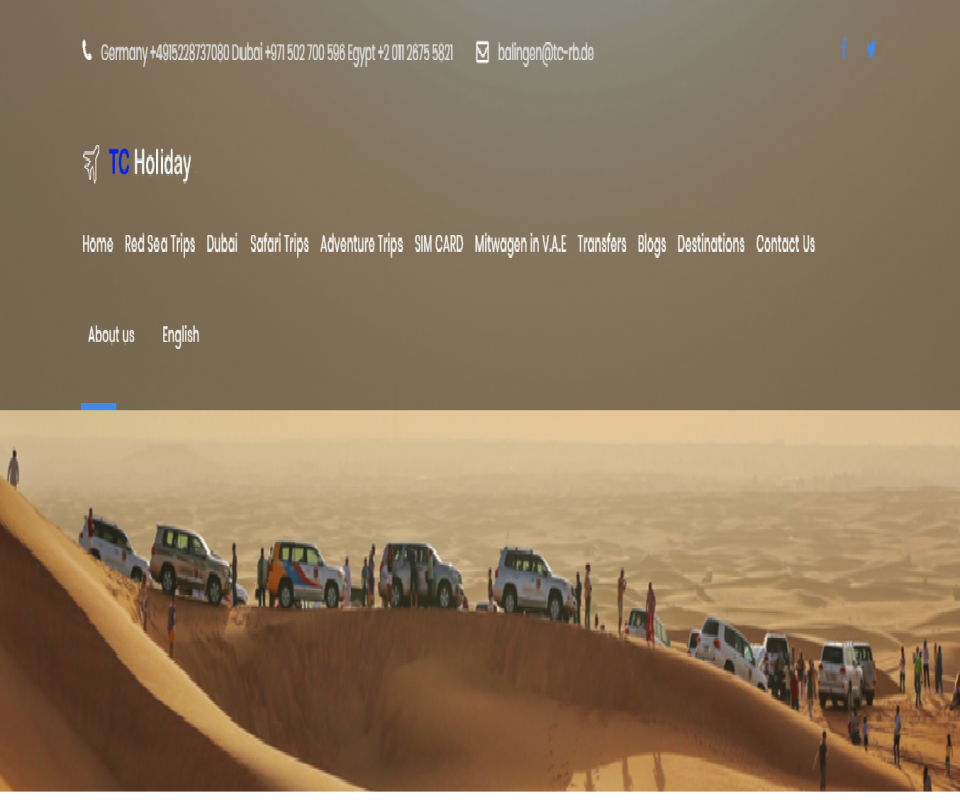 Germany +4915228737080 Dubai +971 502 700 596 Egypt +2 011 2675 5821 balingen@tc-rb.de
TC Holiday
Home Red Sea Trips Dubai Safari Trips Adventure Trips SIM CARD Mitwagen in V.A.E Transfers Blogs Destinations Contact Us
About us English